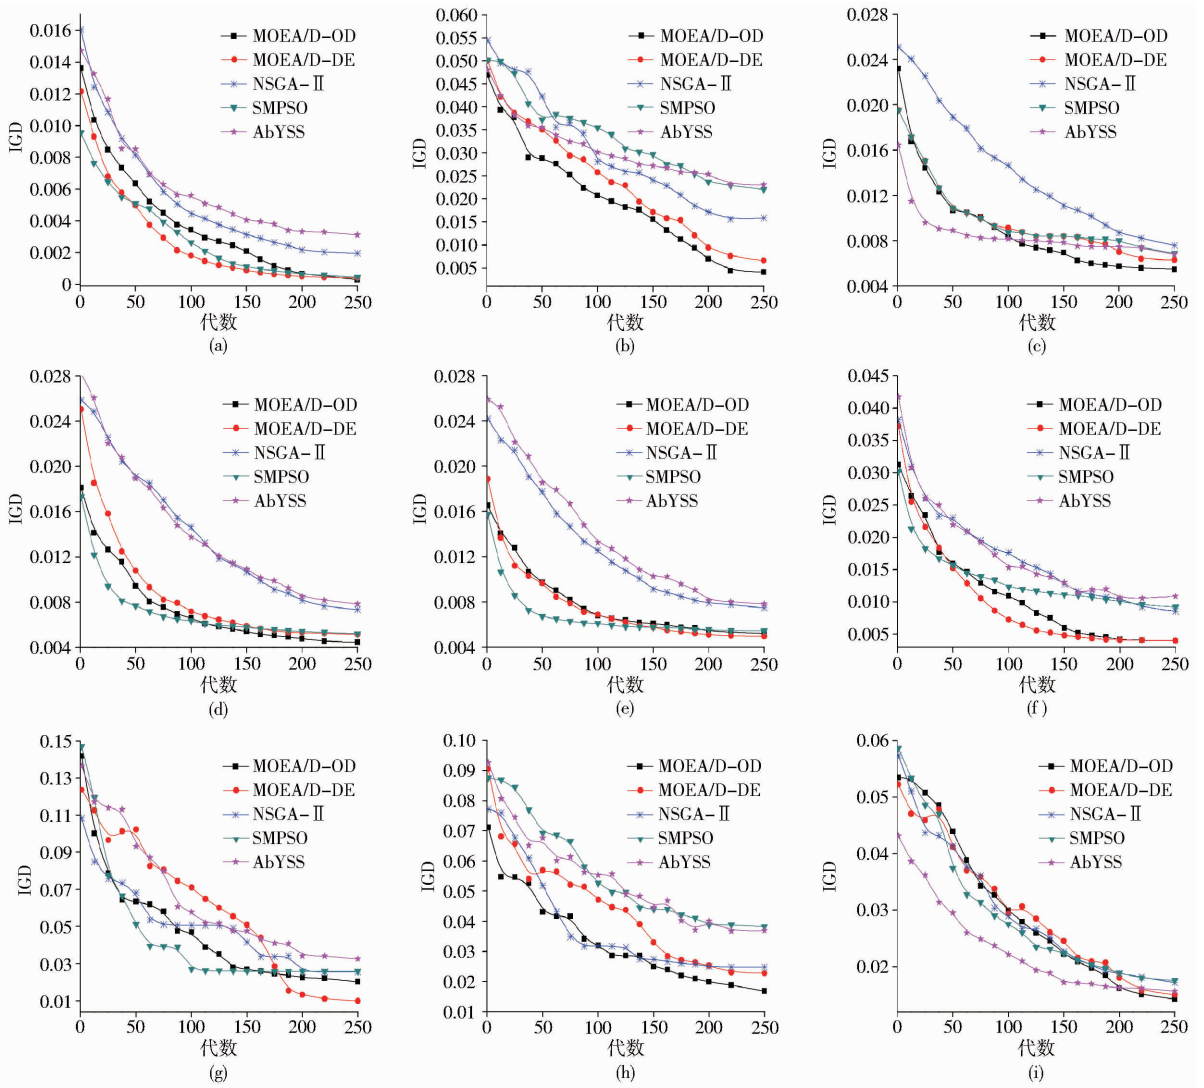 IGD
0.016
0.014
0.012
0.010
0.008
0.006
0.004
0.002
0
0 50 100 150 200 250
代数
MOEA/D-OD
MOEA/D-DE
NSGA-Ⅱ
SMPSO
AbYSS
(a)
IGD
0.060
0.055
0.050
0.045
0.040
0.035
0.030
0.025
0.020
0.015
0.010
0.005
0 50 100 150 200 250
代数
MOEA/D-OD
MOEA/D-DE
NSGA-Ⅱ
SMPSO
AbYSS
(b)
IGD
0.028
0.024
0.020
0.016
0.012
0.008
0.004
0 50 100 150 200 250
代数
MOEA/D-OD
MOEA/D-DE
NSGA-Ⅱ
SMPSO
AbYSS
(c)
IGD
0.028
0.024
0.020
0.016
0.012
0.008
0.004
0 50 100 150 200 250
代数
MOEA/D-OD
MOEA/D-DE
NSGA-Ⅱ
SMPSO
AbYSS
(d)
IGD
0.028
0.024
0.020
0.016
0.012
0.008
0.004
0 50 100 150 200 250
代数
MOEA/D-OD
MOEA/D-DE
NSGA-Ⅱ
SMPSO
AbYSS
(e)
IGD
0.045
0.040
0.035
0.030
0.025
0.020
0.015
0.010
0.005
0 50 100 150 200 250
代数
MOEA/D-OD
MOEA/D-DE
NSGA-Ⅱ
SMPSO
AbYSS
(f)
IGD
0.15
0.13
0.11
0.09
0.07
0.05
0.03
0.01
0 50 100 150 200 250
代数
MOEA/D-OD
MOEA/D-DE
NSGA-Ⅱ
SMPSO
AbYSS
(g)
IGD
0.10
0.09
0.08
0.07
0.06
0.05
0.04
0.03
0.02
0.01
0 50 100 150 200 250
代数
MOEA/D-OD
MOEA/D-DE
NSGA-Ⅱ
SMPSO
AbYSS
(h)
IGD
0.06
0.05
0.04
0.03
0.02
0 50 100 150 200 250
代数
MOEA/D-OD
MOEA/D-DE
NSGA-Ⅱ
SMPSO
AbYSS
(i)